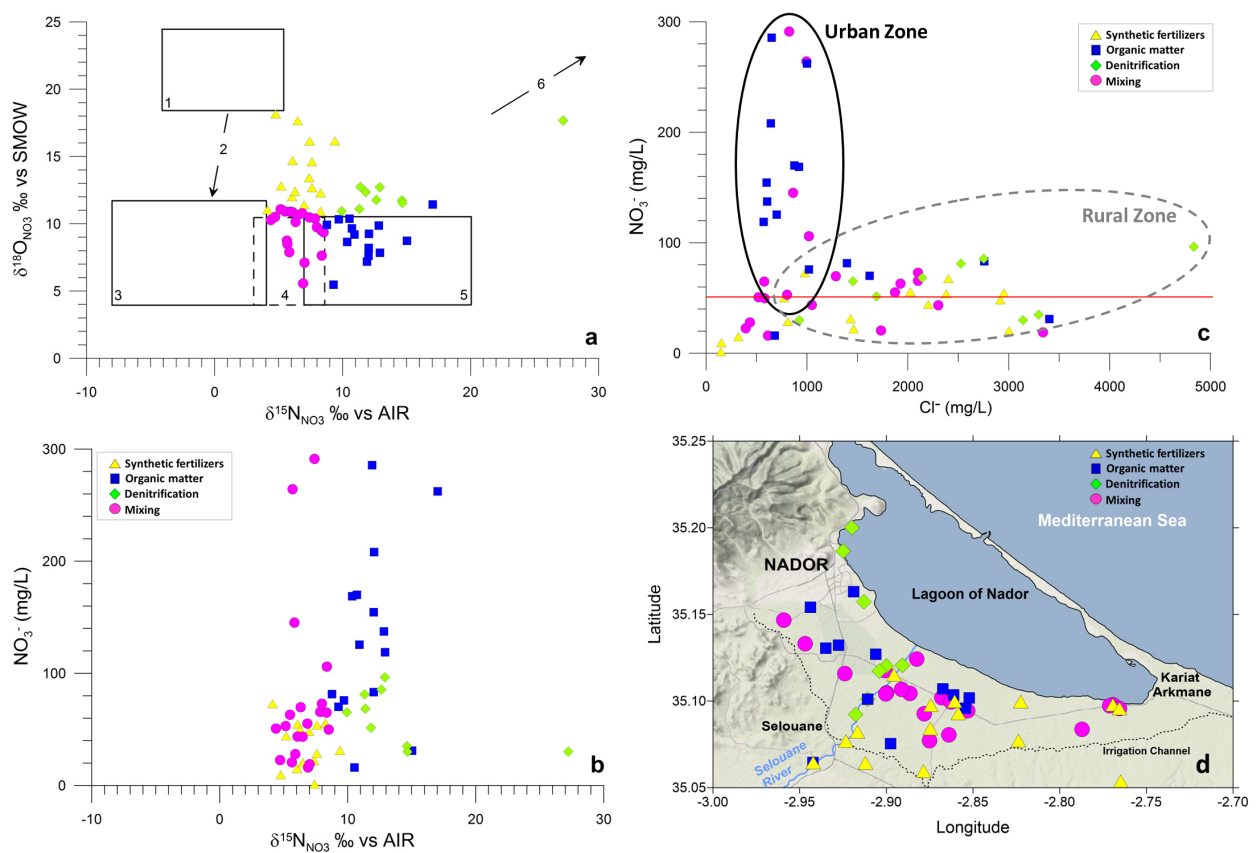 25
20
15
10
5
0
δ¹⁸O_NO3 ‰ vs SMOW
1
2
3
4
5
6
a
-10
0
10
20
30
δ¹⁵N_NO3 ‰ vs AIR
300
200
100
0
NO₃⁻ (mg/L)
Urban Zone
Rural Zone
Synthetic fertilizers
Organic matter
Denitrification
Mixing
c
0
1000
2000
3000
4000
5000
Cl⁻ (mg/L)
300
200
100
0
NO₃⁻ (mg/L)
Synthetic fertilizers
Organic matter
Denitrification
Mixing
b
-10
0
10
20
30
δ¹⁵N_NO3 ‰ vs AIR
35.25
35.20
35.15
35.10
35.05
Latitude
Synthetic fertilizers
Organic matter
Denitrification
Mixing
Mediterranean Sea
NADOR
Lagoon of Nador
Kariat
Arkmane
Selouane
Selouane
River
Irrigation Channel
d
-3.00
-2.95
-2.90
-2.85
-2.80
-2.75
-2.70
Longitude